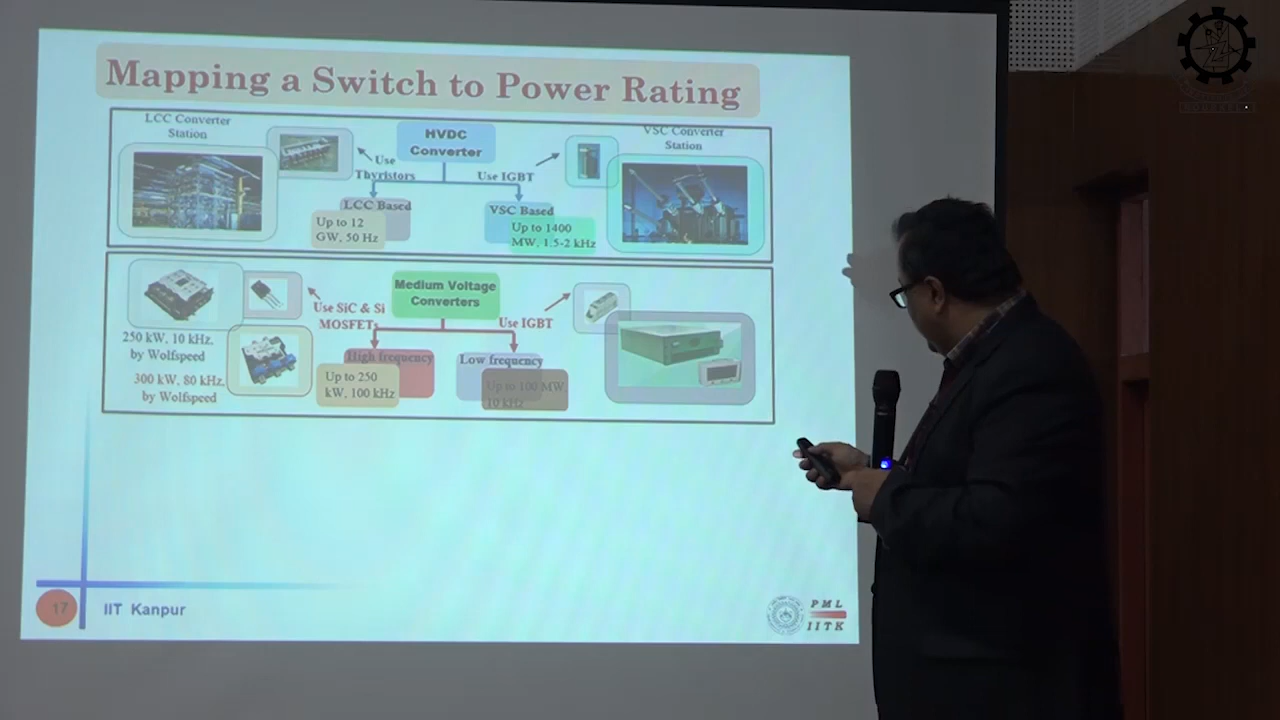 Mapping a Switch to Power Rating
LCC Converter
Station
HVDC
Converter
VSC Converter
Station
Use
Thyristors
Use IGBT
LCC Based
Up to 12
GW, 50 Hz
VSC Based
Up to 1400
MW, 1.5-2 kHz
Medium Voltage
Converters
Use SiC & Si
MOSFETs
Use IGBT
250 kW, 10 kHz,
by Wolfspeed
300 kW, 80 kHz,
by Wolfspeed
High frequency
Up to 250
kW, 100 kHz
Low frequency
Up to 100 MW
10 kHz
17
IIT Kanpur
PML
IITK